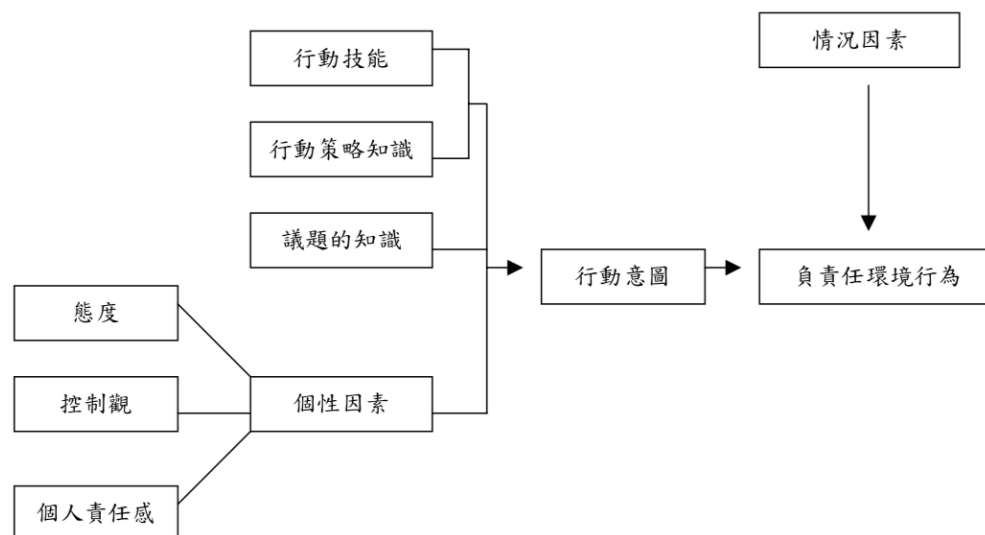 行動技能
情況因素
行動策略知識
議題的知識
行動意圖
負責任環境行為
態度
控制觀
個性因素
個人責任感